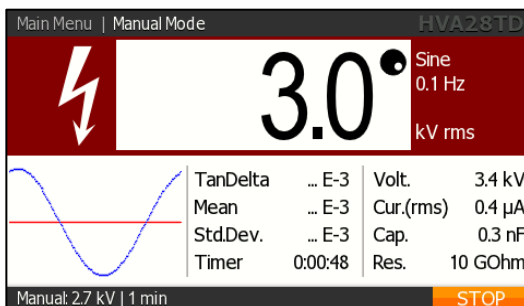 Main Menu | Manual Mode HVA28TD
3.0 Sine
0.1 Hz
kV rms
TanDelta ... E-3 Volt. 3.4 kV
Mean ... E-3 Cur.(rms) 0.4 µA
Std.Dev. ... E-3 Cap. 0.3 nF
Timer 0:00:48 Res. 10 GOhm
Manual: 2.7 kV | 1 min STOP